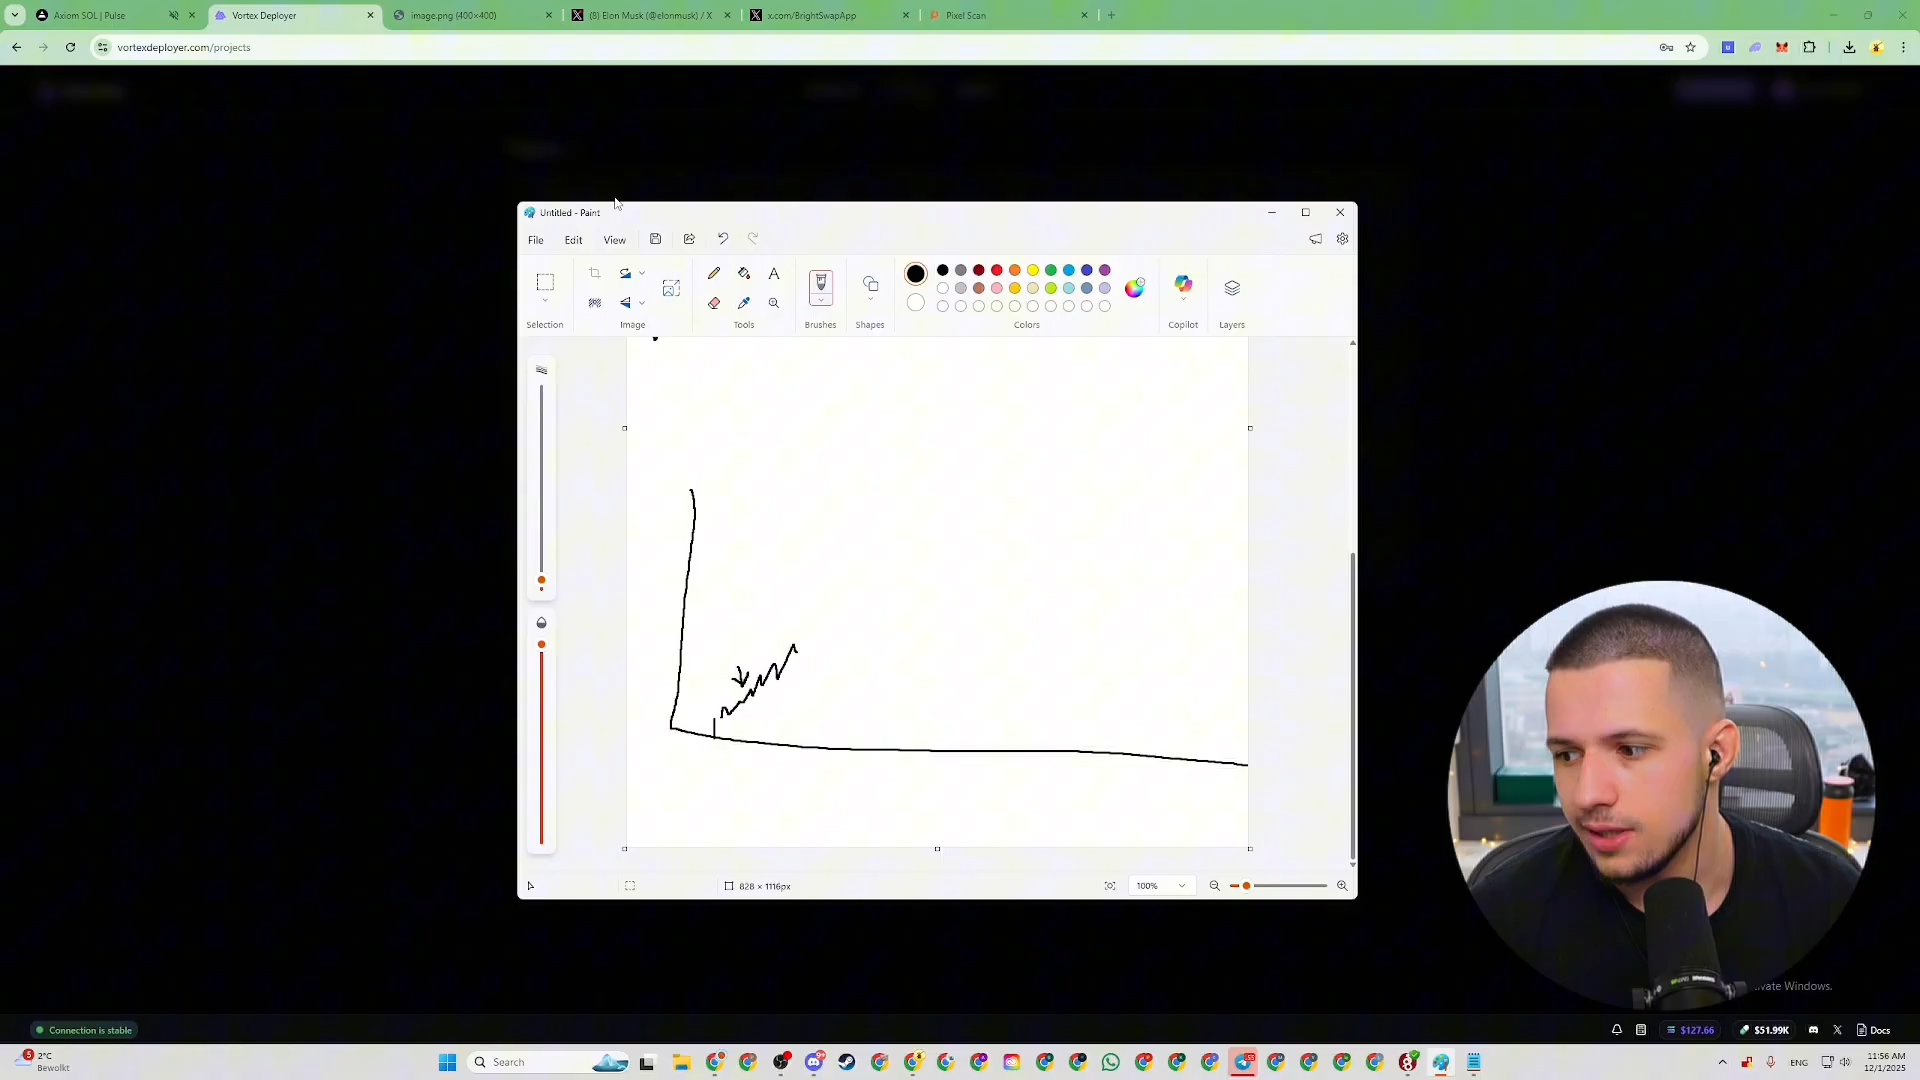 Axiom SOL | Pulse
Vortex Deployer
image.png (400×400)
(8) Elon Musk (@elonmusk) / X
x.com/BrightSwapApp
Pixel Scan
vortexdeployer.com/projects
Untitled - Paint
File
Edit
View
Selection
Image
Tools
Brushes
Shapes
Colors
Copilot
Layers
828 × 1116px
100%
vate Windows.
Connection is stable
$127.66
$51.99K
Docs
5
2°C
Bewolkt
Search
ENG
11:56 AM
12/1/2025